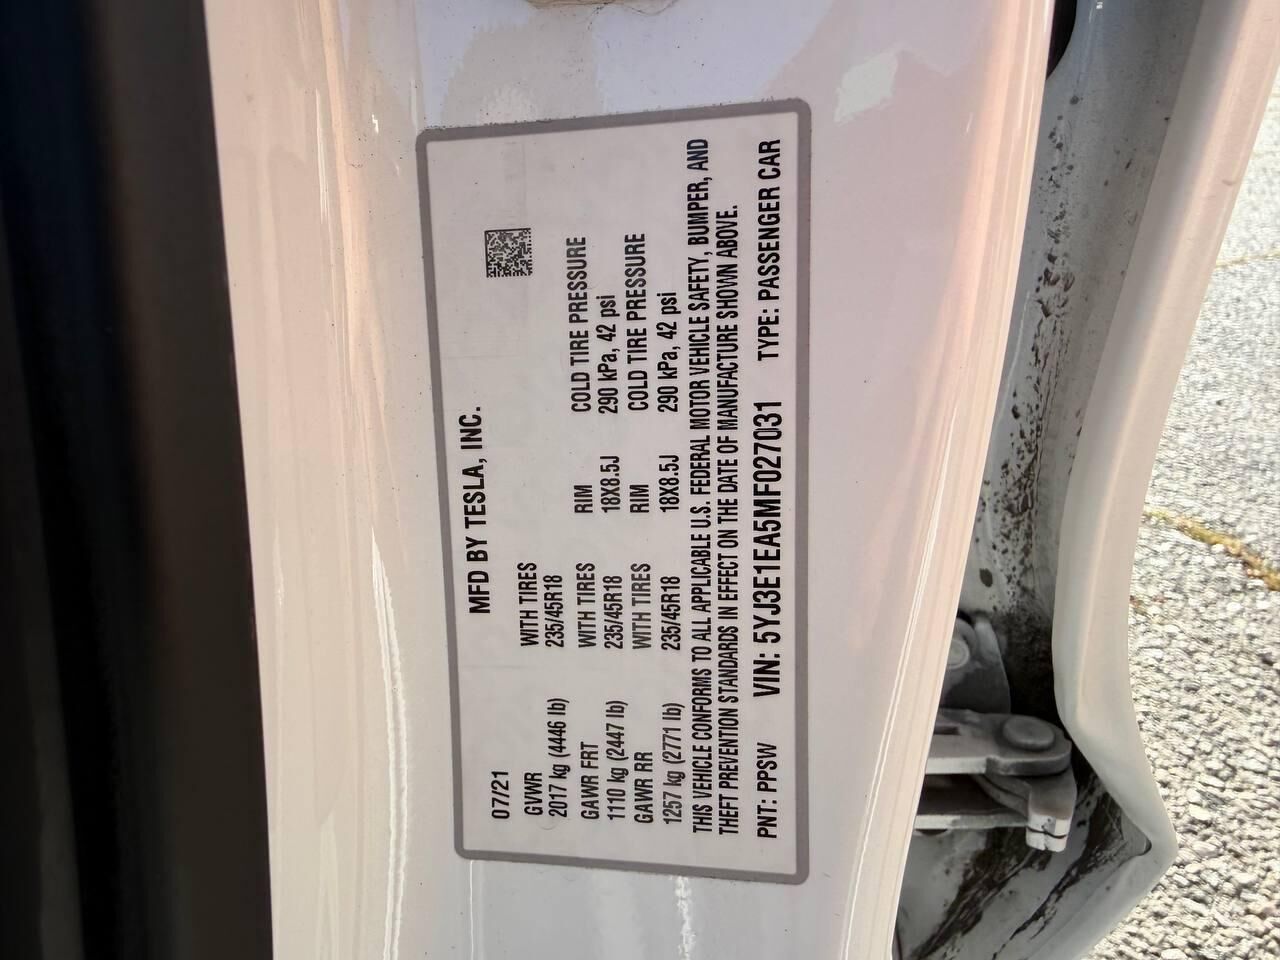 MFD BY TESLA, INC.
07/21
GVWR WITH TIRES
2017 kg (4446 lb) 235/45R18
GAWR FRT WITH TIRES RIM COLD TIRE PRESSURE
1110 kg (2447 lb) 235/45R18 18X8.5J 290 kPa, 42 psi
GAWR RR WITH TIRES RIM COLD TIRE PRESSURE
1257 kg (2771 lb) 235/45R18 18X8.5J 290 kPa, 42 psi
THIS VEHICLE CONFORMS TO ALL APPLICABLE U.S. FEDERAL MOTOR VEHICLE SAFETY, BUMPER, AND
THEFT PREVENTION STANDARDS IN EFFECT ON THE DATE OF MANUFACTURE SHOWN ABOVE.
PNT: PPSW VIN: 5YJ3E1EA5MF027031 TYPE: PASSENGER CAR